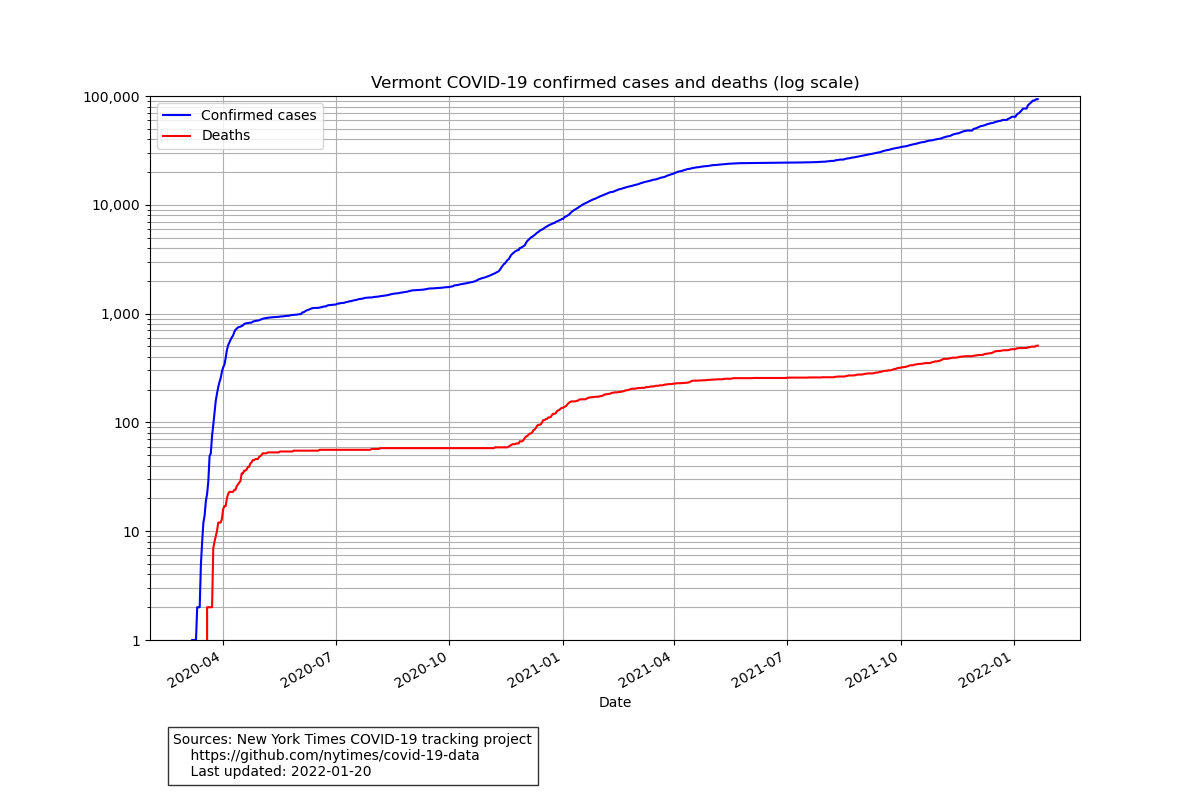 Vermont COVID-19 confirmed cases and deaths (log scale)
100,000
10,000
1,000
100
10
1
Confirmed cases
Deaths
2020-04
2020-07
2020-10
2021-01
2021-04
2021-07
2021-10
2022-01
Date
Sources: New York Times COVID-19 tracking project
https://github.com/nytimes/covid-19-data
Last updated: 2022-01-20